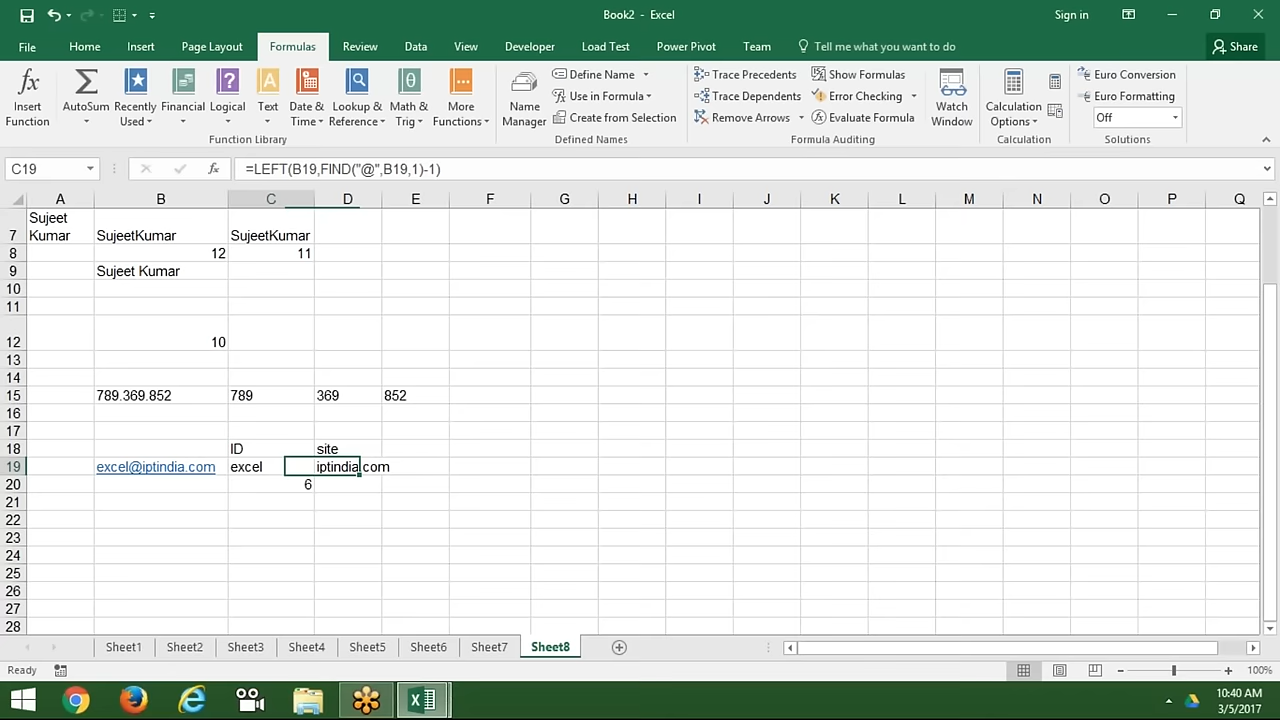 Book2 - Excel
Sign in
File Home Insert Page Layout Formulas Review Data View Developer Load Test Power Pivot Team Tell me what you want to do Share
Insert Function
AutoSum
Recently Used
Financial
Logical
Text
Date & Time
Lookup & Reference
Math & Trig
More Functions
Function Library
Name Manager
Define Name
Use in Formula
Create from Selection
Defined Names
Trace Precedents
Trace Dependents
Remove Arrows
Show Formulas
Error Checking
Evaluate Formula
Formula Auditing
Watch Window
Calculation Options
Calculation
Euro Conversion
Euro Formatting
Off
Solutions
C19 fx =LEFT(B19,FIND("@",B19,1)-1)
A B C D E F G H I J K L M N O P Q
Sujeet
7 Kumar SujeetKumar SujeetKumar
8 12 11
9 Sujeet Kumar
10
11
12 10
13
14
15 789.369.852 789 369 852
16
17
18 ID site
19 excel@iptindia.com excel iptindia.com
20 6
21
22
23
24
25
26
27
28
Sheet1 Sheet2 Sheet3 Sheet4 Sheet5 Sheet6 Sheet7 Sheet8
Ready 100%
10:40 AM
3/5/2017